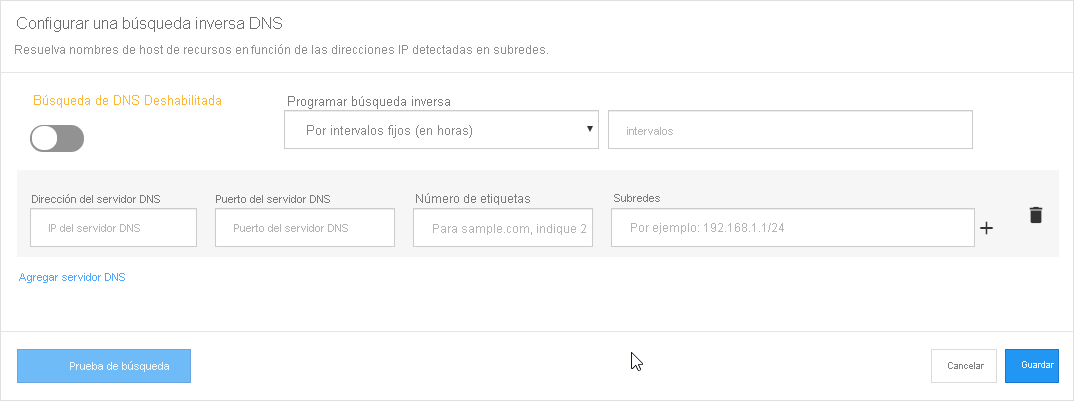 Configurar una búsqueda inversa DNS
Resuelva nombres de host de recursos en función de las direcciones IP detectadas en subredes.
Búsqueda de DNS Deshabilitada
Programar búsqueda inversa
Por intervalos fijos (en horas)
intervalos
Dirección del servidor DNS
Puerto del servidor DNS
Número de etiquetas
Subredes
IP del servidor DNS
Puerto del servidor DNS
Para sample.com, indique 2
Por ejemplo: 192.168.1.1/24
Agregar servidor DNS
Prueba de búsqueda
Cancelar
Guardar